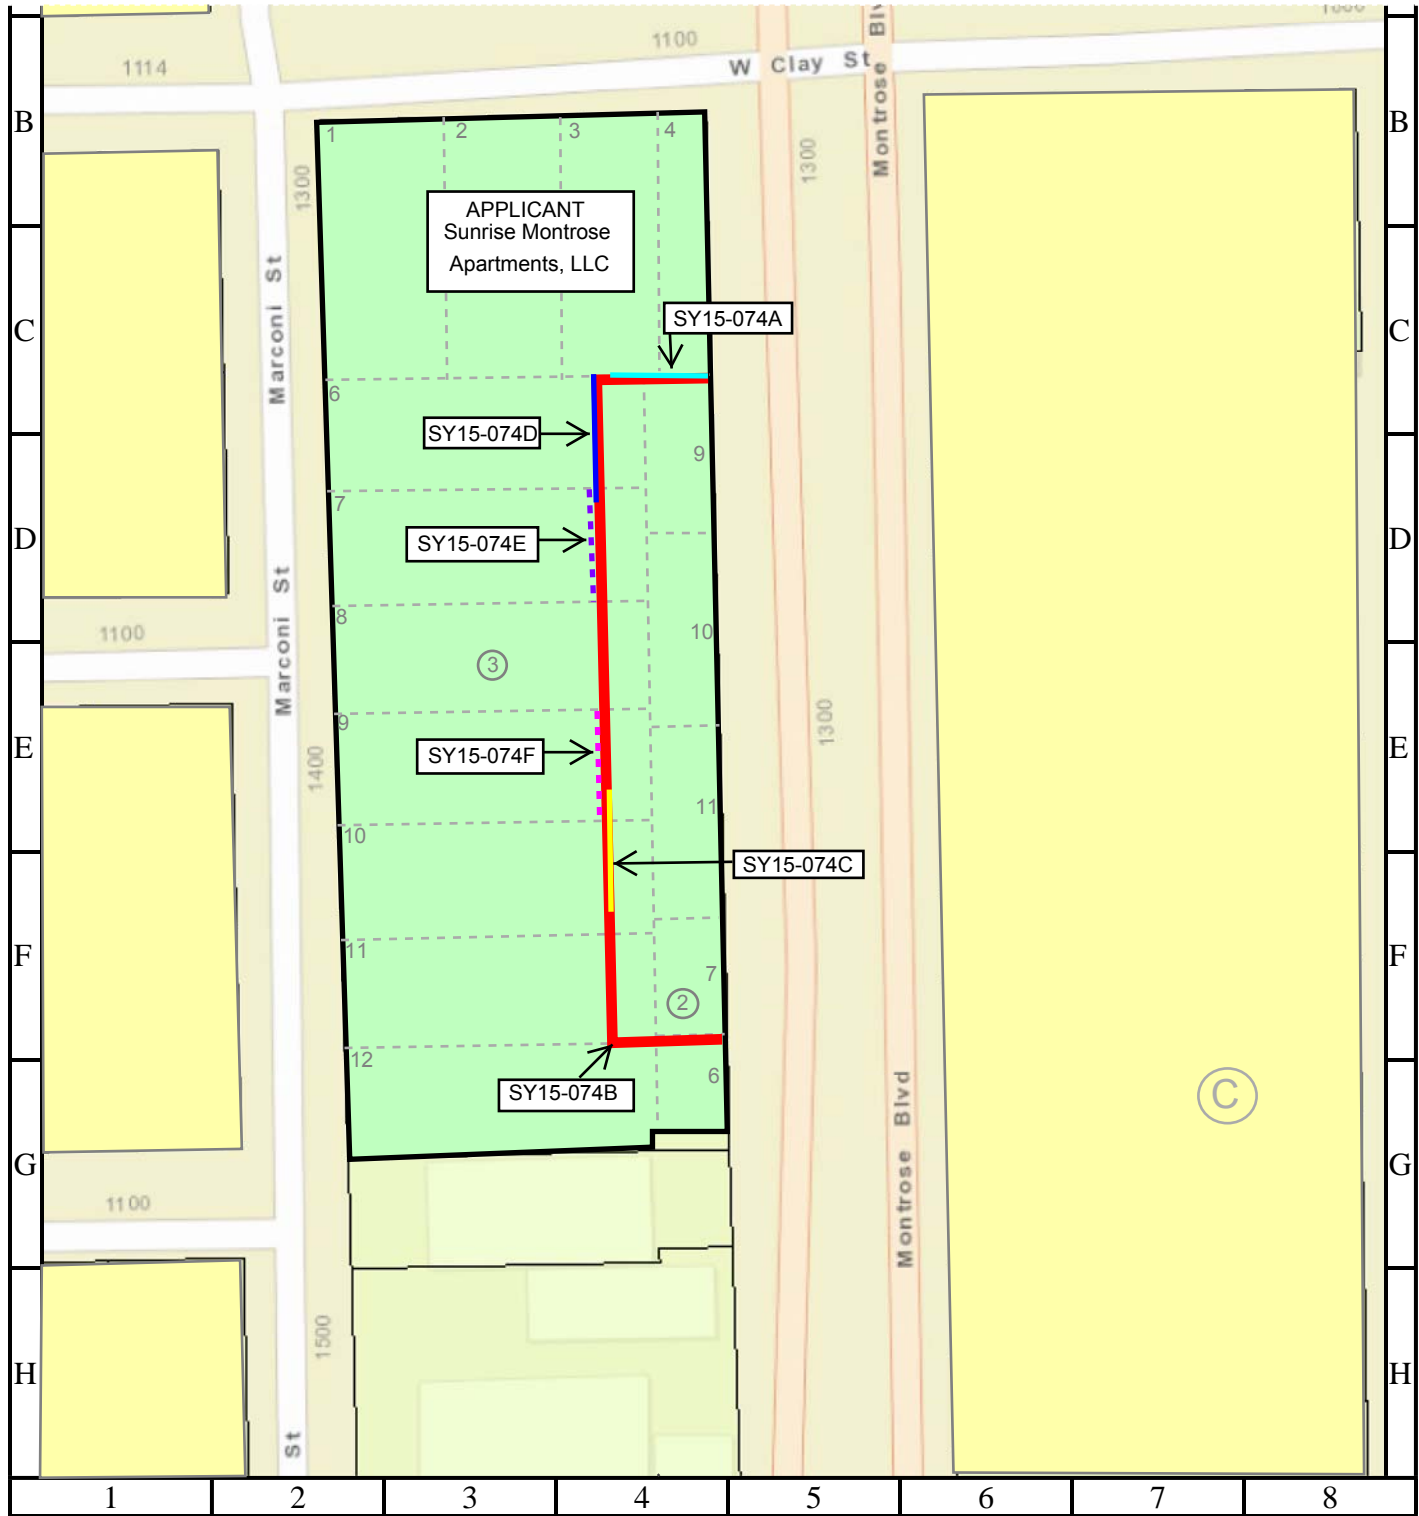 1100
1000
1114
W Clay St
Montrose
B
B
1
2
3
4
1300
1300
APPLICANT
Sunrise Montrose
Apartments, LLC
Marconi St
SY15-074A
C
C
6
SY15-074D
9
7
D
SY15-074E
D
Marconi St
8
1100
10
3
9
1300
E
SY15-074F
E
1400
11
10
SY15-074C
11
F
F
7
2
12
6
SY15-074B
Montrose Blvd
C
G
G
1100
1500
H
H
St
1
2
3
4
5
6
7
8